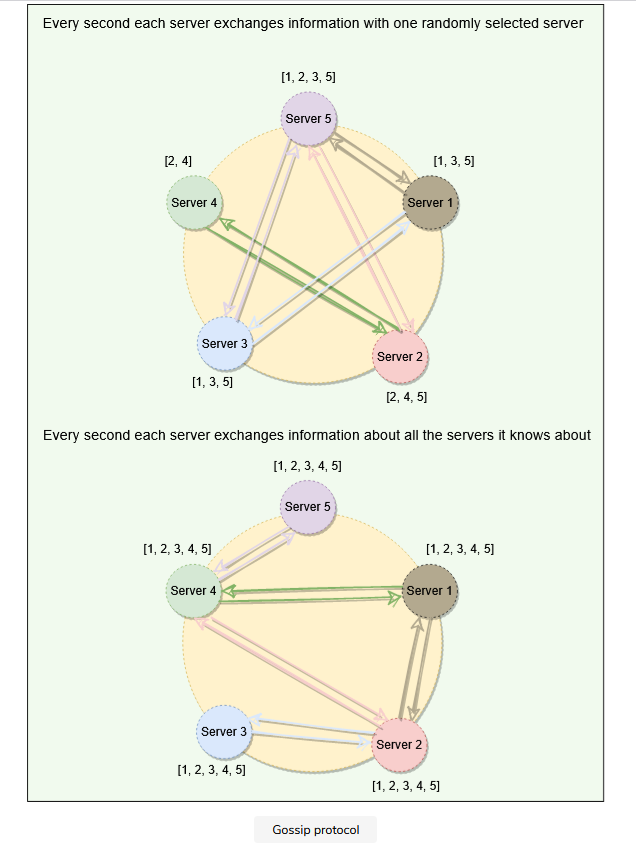 Every second each server exchanges information with one randomly selected server
[1, 2, 3, 5]
Server 5
[2, 4]
[1, 3, 5]
Server 4
Server 1
Server 3
Server 2
[1, 3, 5]
[2, 4, 5]
Every second each server exchanges information about all the servers it knows about
[1, 2, 3, 4, 5]
Server 5
[1, 2, 3, 4, 5]
[1, 2, 3, 4, 5]
Server 4
Server 1
Server 3
Server 2
[1, 2, 3, 4, 5]
[1, 2, 3, 4, 5]
Gossip protocol